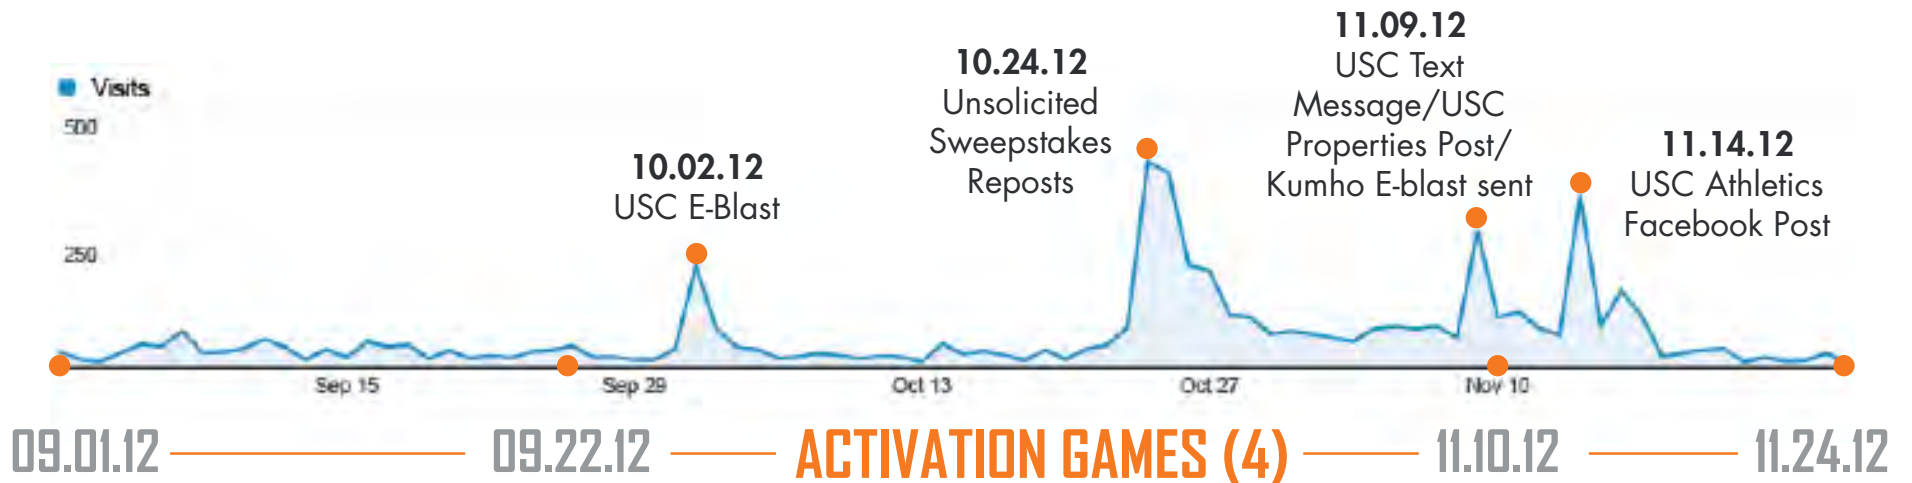 Visits
500
250
10.02.12
USC E-Blast
10.24.12
Unsolicited
Sweepstakes
Reposts
11.09.12
USC Text
Message/USC
Properties Post/
Kumho E-blast sent
11.14.12
USC Athletics
Facebook Post
Sep 15
Sep 29
Oct 13
Oct 27
Nov 10
09.01.12
09.22.12
ACTIVATION GAMES (4)
11.10.12
11.24.12